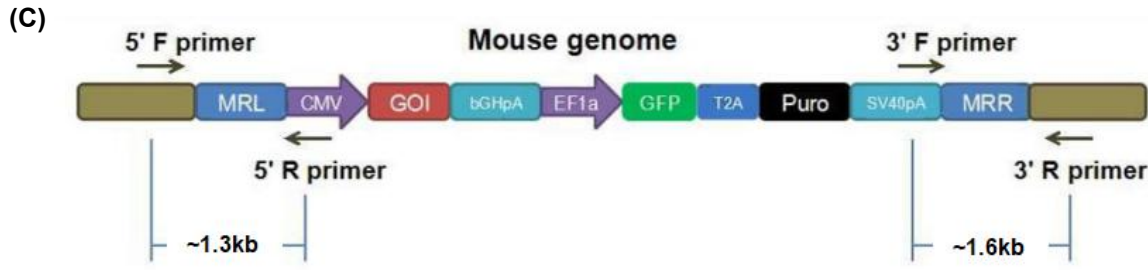 (C)
Mouse genome
5' F primer
3' F primer
MRL CMV GOI bGHpA EF1a GFP T2A Puro SV40pA MRR
5' R primer
3' R primer
~1.3kb
~1.6kb